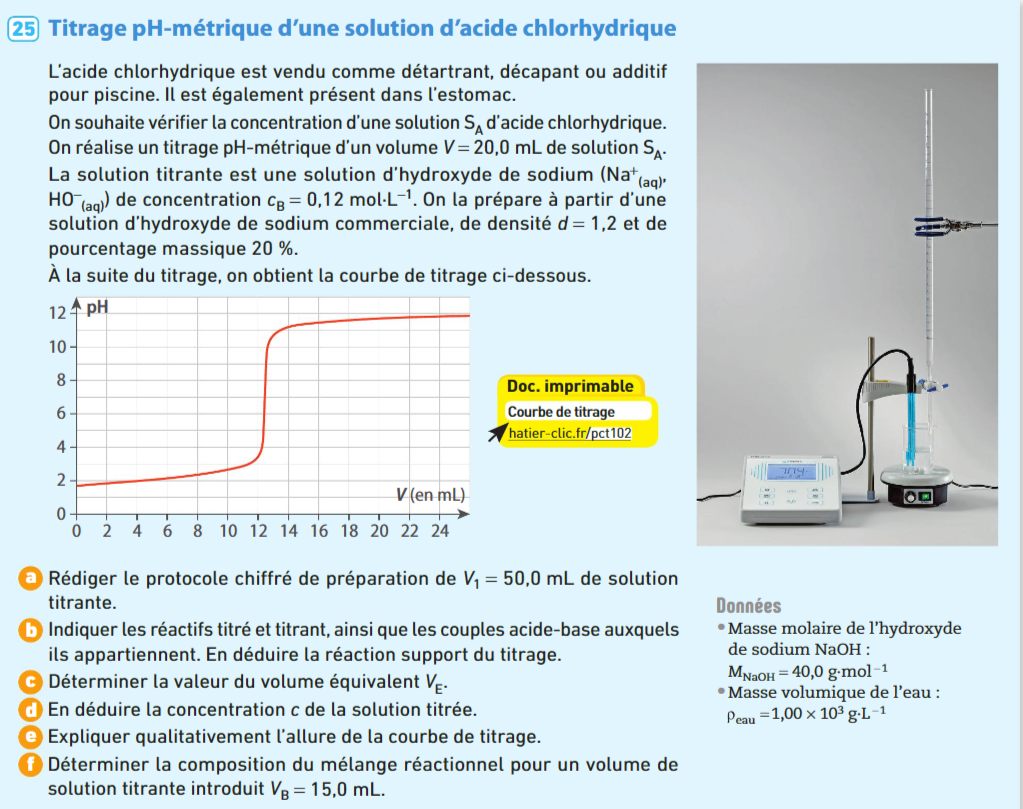 25 Titrage pH-métrique d'une solution d'acide chlorhydrique
L'acide chlorhydrique est vendu comme détartrant, décapant ou additif
pour piscine. Il est également présent dans l'estomac.
On souhaite vérifier la concentration d'une solution S_A d'acide chlorhydrique.
On réalise un titrage pH-métrique d'un volume V = 20,0 mL de solution S_A.
La solution titrante est une solution d'hydroxyde de sodium (Na⁺(aq),
HO⁻(aq)) de concentration c_B = 0,12 mol·L⁻¹. On la prépare à partir d'une
solution d'hydroxyde de sodium commerciale, de densité d = 1,2 et de
pourcentage massique 20 %.
À la suite du titrage, on obtient la courbe de titrage ci-dessous.
pH
12
10
8
6
4
2
0
V (en mL)
0 2 4 6 8 10 12 14 16 18 20 22 24
Doc. imprimable
Courbe de titrage
hatier-clic.fr/pct102
a Rédiger le protocole chiffré de préparation de V₁ = 50,0 mL de solution
titrante.
b Indiquer les réactifs titré et titrant, ainsi que les couples acide-base auxquels
ils appartiennent. En déduire la réaction support du titrage.
c Déterminer la valeur du volume équivalent V_E.
d En déduire la concentration c de la solution titrée.
e Expliquer qualitativement l'allure de la courbe de titrage.
f Déterminer la composition du mélange réactionnel pour un volume de
solution titrante introduit V_B = 15,0 mL.
Données
• Masse molaire de l'hydroxyde
de sodium NaOH :
M_NaOH = 40,0 g·mol⁻¹
• Masse volumique de l'eau :
ρ_eau = 1,00 × 10³ g·L⁻¹